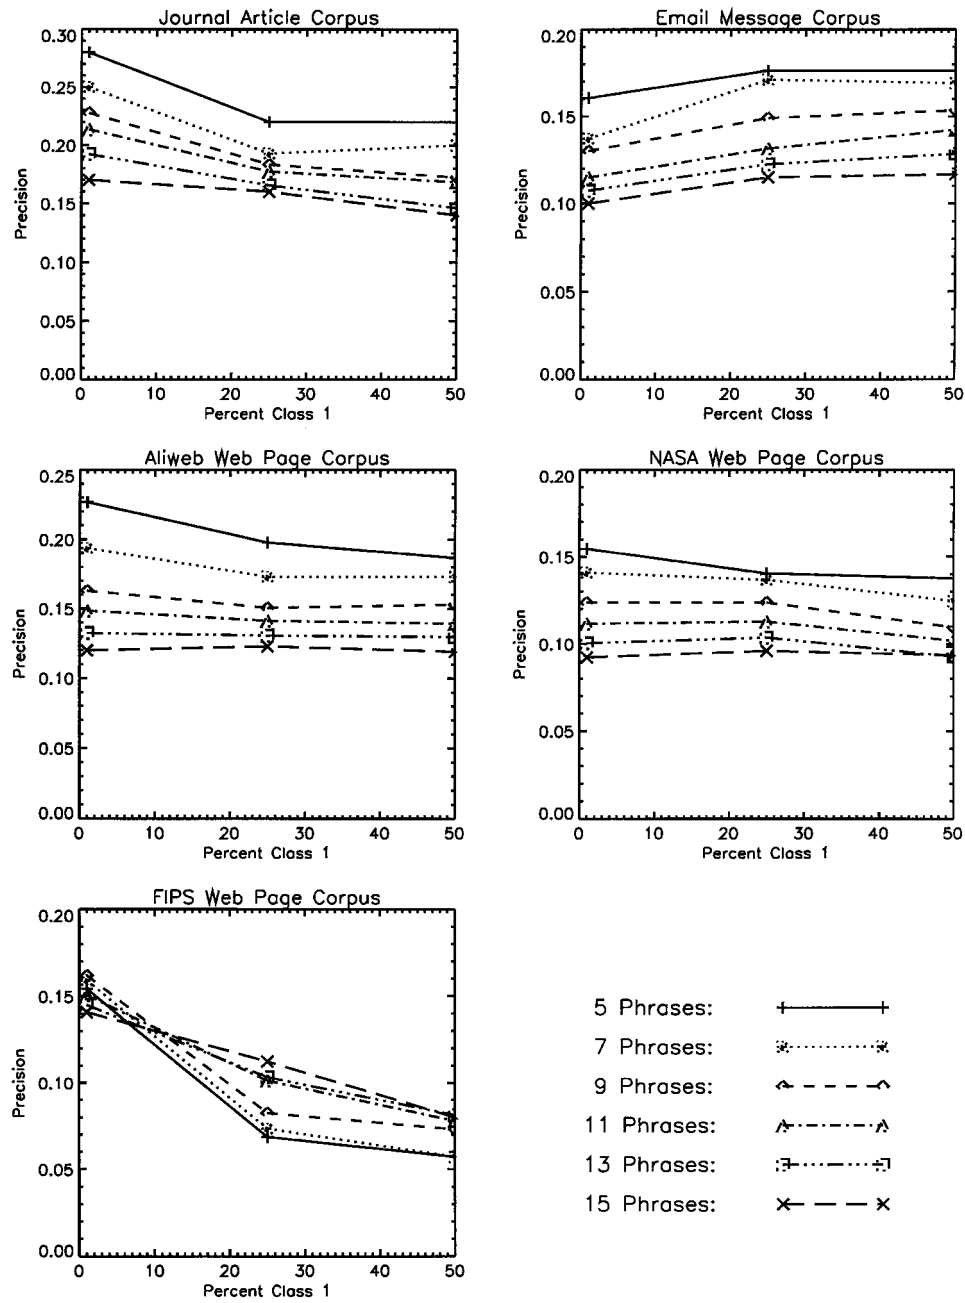 Journal Article Corpus
0.30
0.25
0.20
0.15
0.10
0.05
0.00
Precision
0 10 20 30 40 50
Percent Class 1
Email Message Corpus
0.20
0.15
0.10
0.05
0.00
Precision
0 10 20 30 40 50
Percent Class 1
Aliweb Web Page Corpus
0.25
0.20
0.15
0.10
0.05
0.00
Precision
0 10 20 30 40 50
Percent Class 1
NASA Web Page Corpus
0.20
0.15
0.10
0.05
0.00
Precision
0 10 20 30 40 50
Percent Class 1
FIPS Web Page Corpus
0.20
0.15
0.10
0.05
0.00
Precision
0 10 20 30 40 50
Percent Class 1
5 Phrases:
7 Phrases:
9 Phrases:
11 Phrases:
13 Phrases:
15 Phrases: